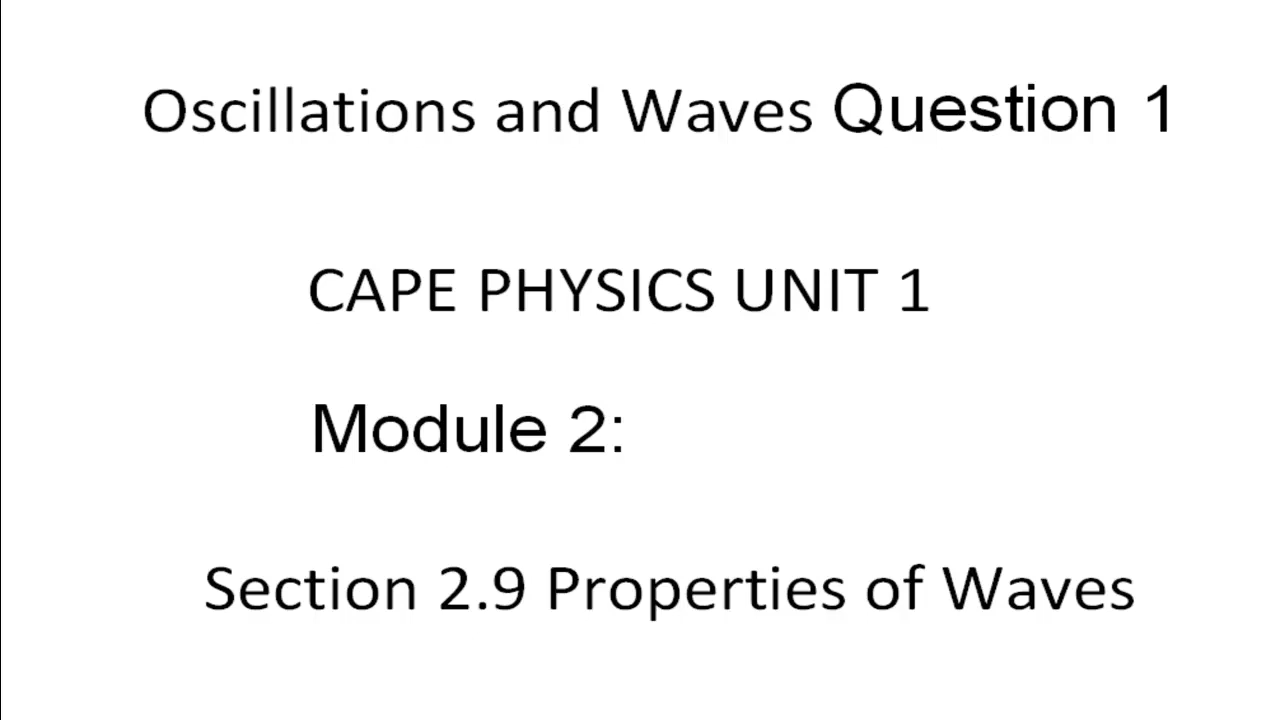 Oscillations and Waves Question 1
CAPE PHYSICS UNIT 1
Module 2:
Section 2.9 Properties of Waves